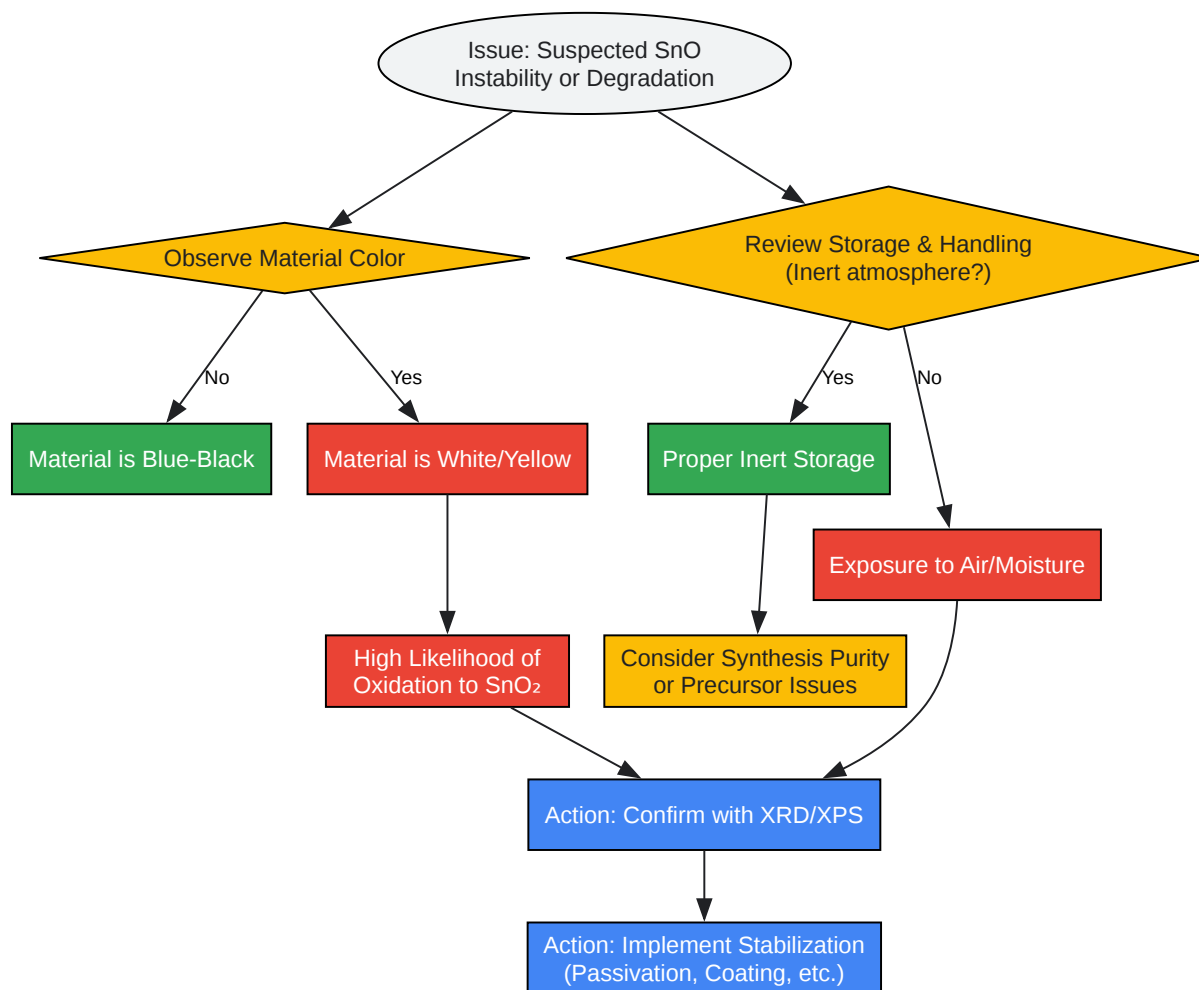 Issue: Suspected SnO
Instability or Degradation
Observe Material Color
Review Storage & Handling
(Inert atmosphere?)
No
Yes
Yes
No
Material is Blue-Black
Material is White/Yellow
Proper Inert Storage
Exposure to Air/Moisture
High Likelihood of
Oxidation to SnO₂
Consider Synthesis Purity
or Precursor Issues
Action: Confirm with XRD/XPS
Action: Implement Stabilization
(Passivation, Coating, etc.)